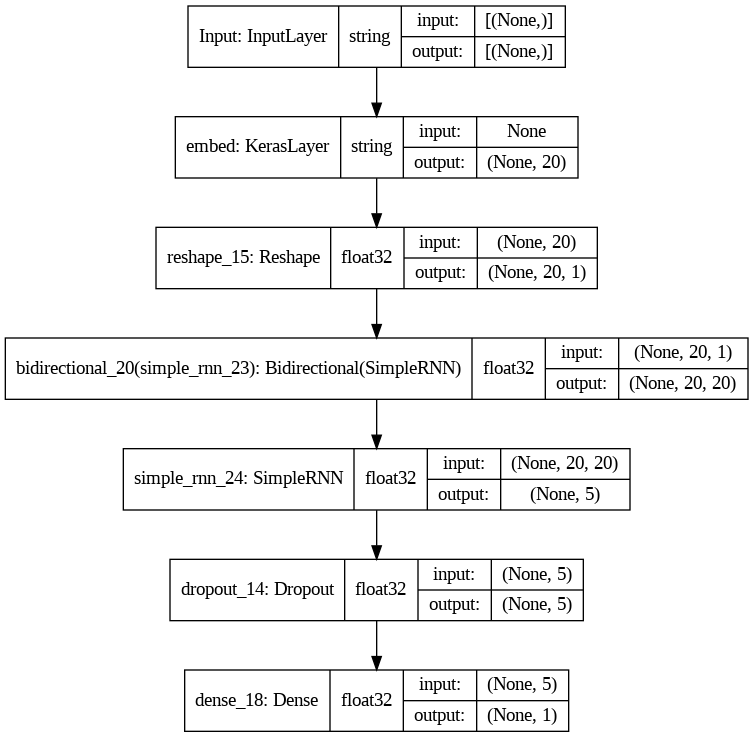 Input: InputLayer string input: [(None,)]
output: [(None,)]
embed: KerasLayer string input: None
output: (None, 20)
reshape_15: Reshape float32 input: (None, 20)
output: (None, 20, 1)
bidirectional_20(simple_rnn_23): Bidirectional(SimpleRNN) float32 input: (None, 20, 1)
output: (None, 20, 20)
simple_rnn_24: SimpleRNN float32 input: (None, 20, 20)
output: (None, 5)
dropout_14: Dropout float32 input: (None, 5)
output: (None, 5)
dense_18: Dense float32 input: (None, 5)
output: (None, 1)